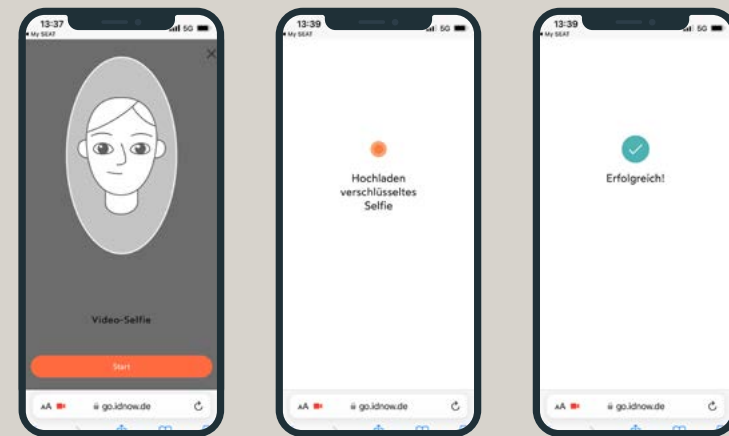 13:37
5G
My SEAT
Video-Selfie
Start
AA
go.idnow.de
13:39
5G
My SEAT
Hochladen
verschlüsseltes
Selfie
AA
go.idnow.de
13:39
5G
My SEAT
Erfolgreich!
AA
go.idnow.de